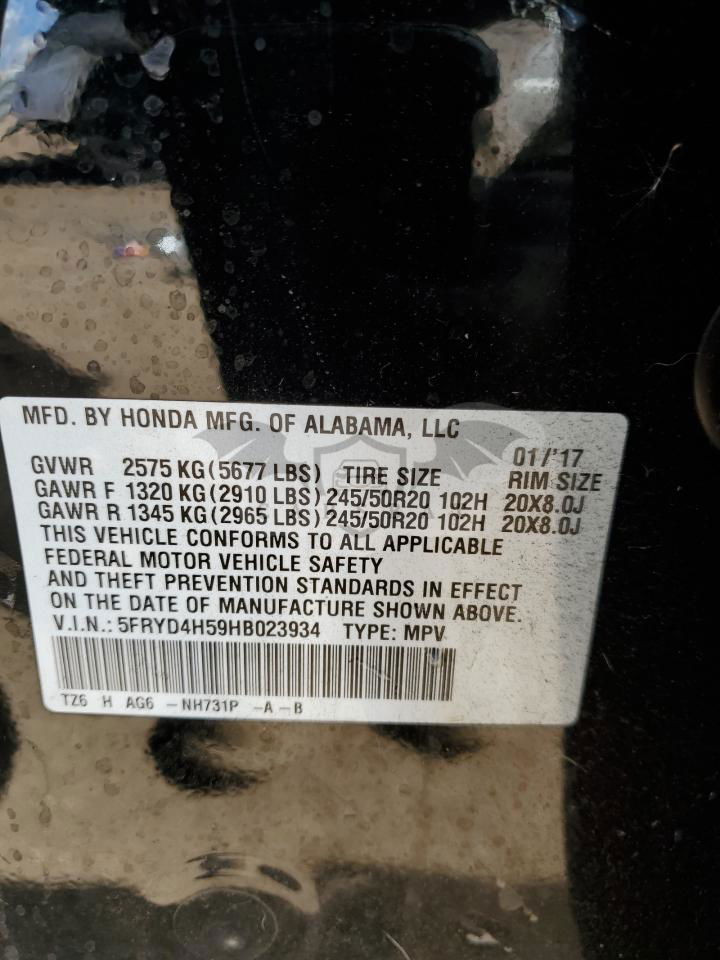 MFD. BY HONDA MFG. OF ALABAMA, LLC
01/'17
GVWR 2575 KG (5677 LBS) TIRE SIZE RIM SIZE
GAWR F 1320 KG (2910 LBS) 245/50R20 102H 20X8.0J
GAWR R 1345 KG (2965 LBS) 245/50R20 102H 20X8.0J
THIS VEHICLE CONFORMS TO ALL APPLICABLE
FEDERAL MOTOR VEHICLE SAFETY
AND THEFT PREVENTION STANDARDS IN EFFECT
ON THE DATE OF MANUFACTURE SHOWN ABOVE.
V.I.N.: 5FRYD4H59HB023934 TYPE: MPV
TZ6 H AG6 -NH731P -A -B